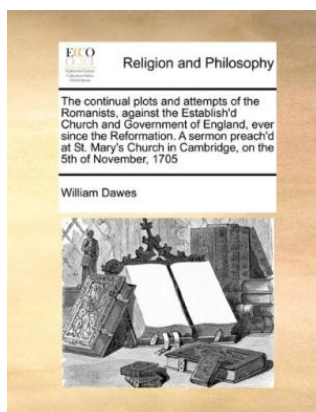 ECCO
Religion and Philosophy
The continual plots and attempts of the
Romanists, against the Establish'd
Church and Government of England, ever
since the Reformation. A sermon preach'd
at St. Mary's Church in Cambridge, on the
5th of November, 1705
William Dawes